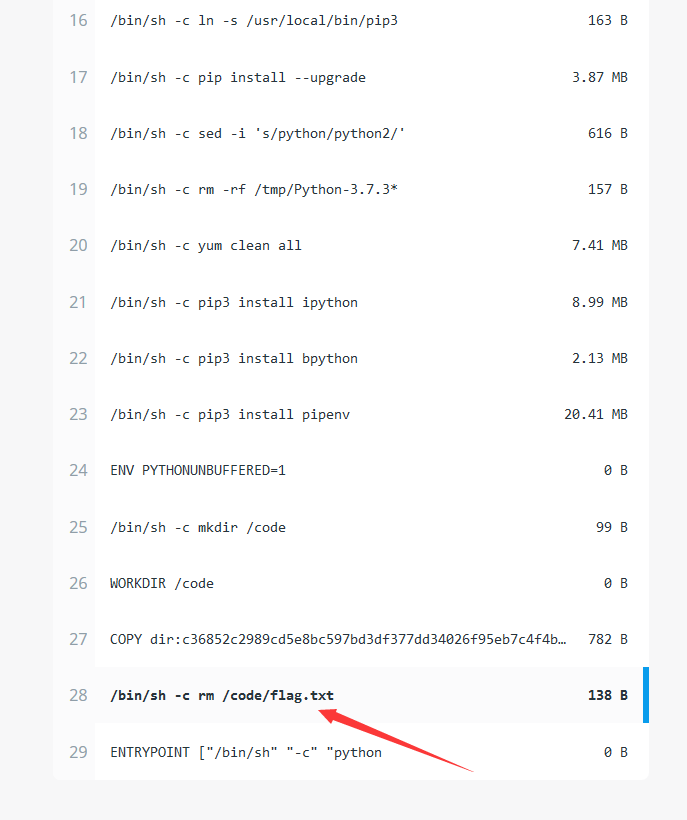 16 /bin/sh -c ln -s /usr/local/bin/pip3 163 B
17 /bin/sh -c pip install --upgrade 3.87 MB
18 /bin/sh -c sed -i 's/python/python2/' 616 B
19 /bin/sh -c rm -rf /tmp/Python-3.7.3* 157 B
20 /bin/sh -c yum clean all 7.41 MB
21 /bin/sh -c pip3 install ipython 8.99 MB
22 /bin/sh -c pip3 install bpython 2.13 MB
23 /bin/sh -c pip3 install pipenv 20.41 MB
24 ENV PYTHONUNBUFFERED=1 0 B
25 /bin/sh -c mkdir /code 99 B
26 WORKDIR /code 0 B
27 COPY dir:c36852c2989cd5e8bc597bd3df377dd34026f95eb7c4f4b… 782 B
28 /bin/sh -c rm /code/flag.txt 138 B
29 ENTRYPOINT ["/bin/sh" "-c" "python 0 B